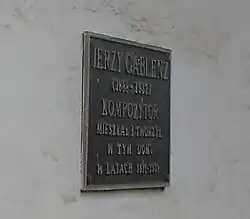 JERZY GABLENZ
KOMPOZYTOR
MIESZKAŁ I TWORZYŁ
W TYM DOMU
W LATACH